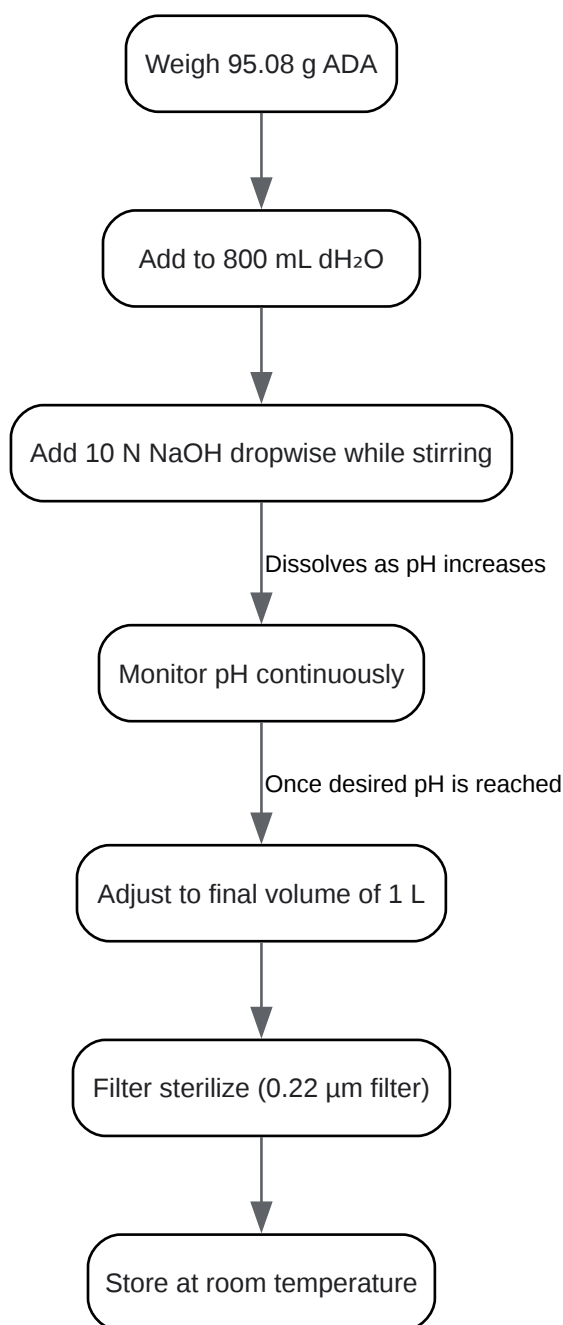 Weigh 95.08 g ADA
Add to 800 mL dH₂O
Add 10 N NaOH dropwise while stirring
Dissolves as pH increases
Monitor pH continuously
Once desired pH is reached
Adjust to final volume of 1 L
Filter sterilize (0.22 µm filter)
Store at room temperature